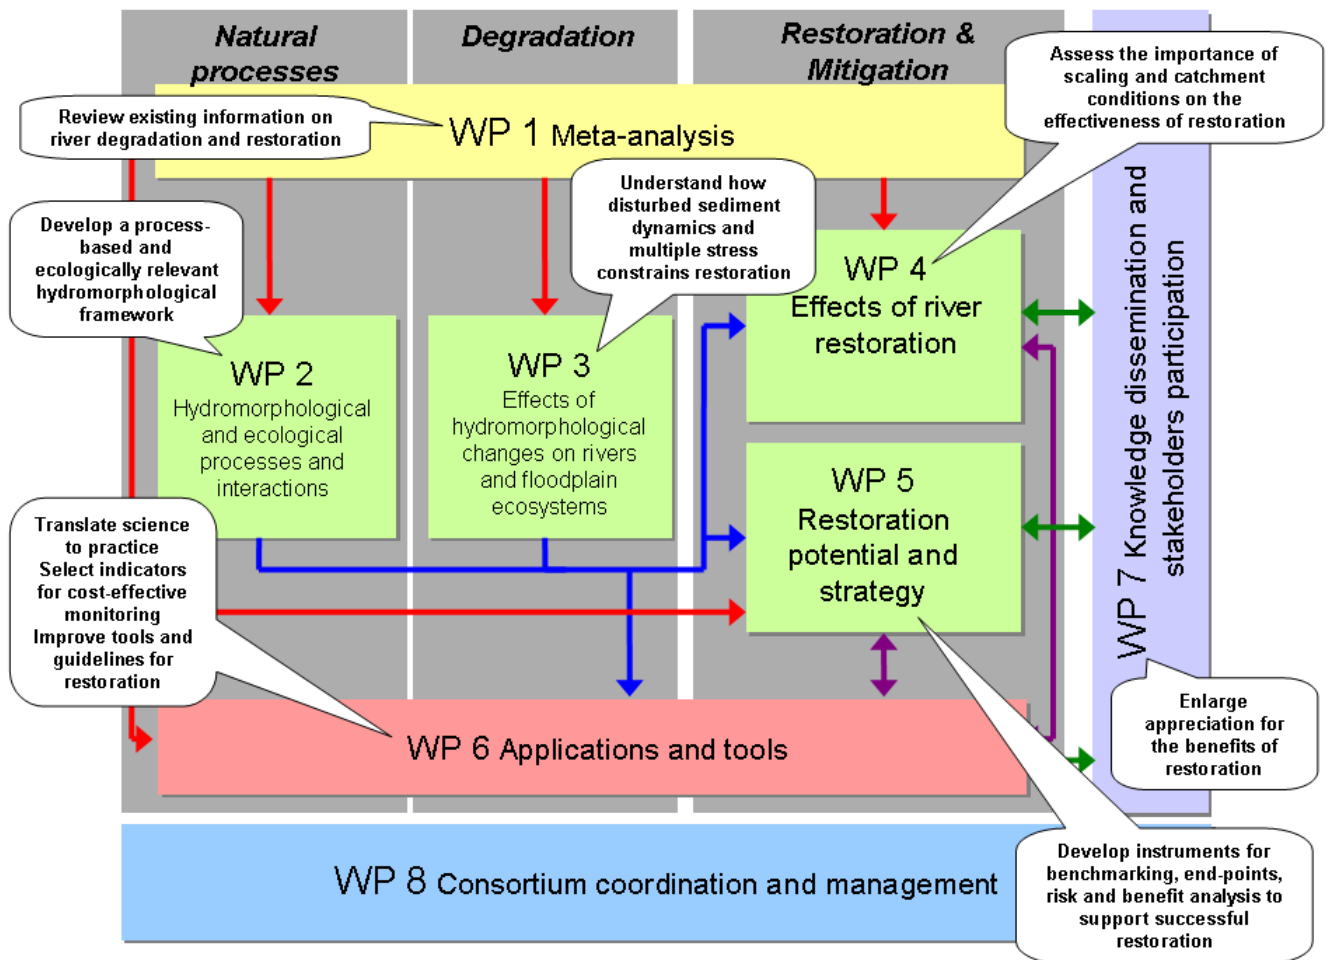 Natural
processes
Degradation
Restoration &
Mitigation
Assess the importance of
scaling and catchment
conditions on the
effectiveness of restoration
Review existing information on
river degradation and restoration
WP 1 Meta-analysis
Develop a process-
based and
ecologically relevant
hydromorphological
framework
Understand how
disturbed sediment
dynamics and
multiple stress
constrains restoration
WP 2
Hydromorphological
and ecological
processes and
interactions
WP 3
Effects of
hydromorphological
changes on rivers
and floodplain
ecosystems
WP 4
Effects of river
restoration
WP 5
Restoration
potential and
strategy
WP 7 Knowledge dissemination and
stakeholders participation
Translate science
to practice
Select indicators
for cost-effective
monitoring
Improve tools and
guidelines for
restoration
WP 6 Applications and tools
Enlarge
appreciation for
the benefits of
restoration
WP 8 Consortium coordination and management
Develop instruments for
benchmarking, end-points,
risk and benefit analysis to
support successful
restoration